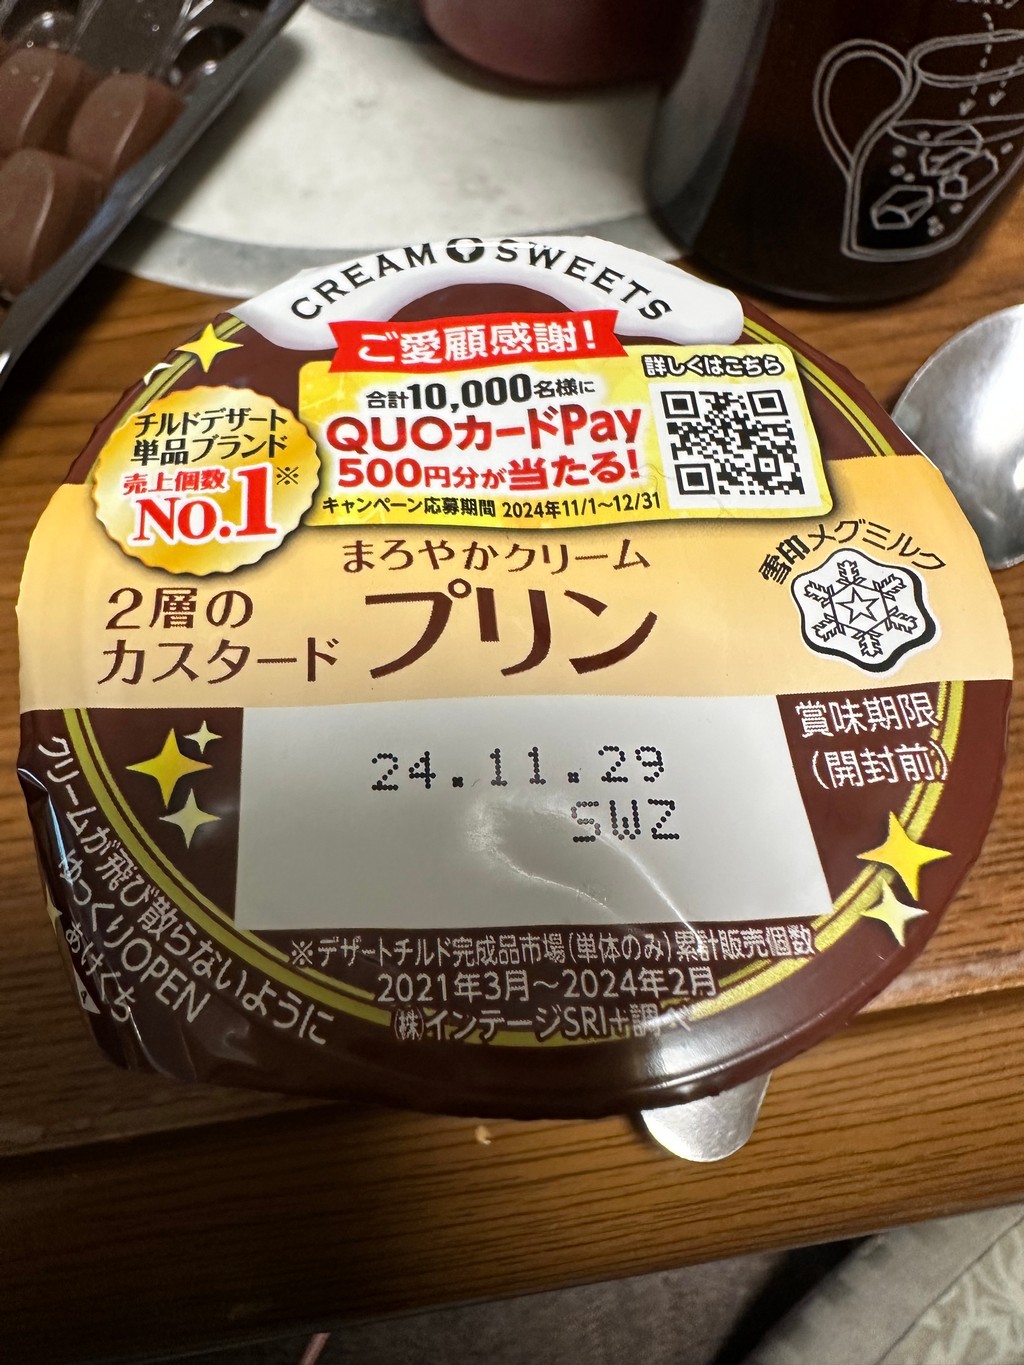 CREAM SWEETS
ご愛顧感謝!
合計10,000名様に
QUOカードPay
500円分が当たる!
キャンペーン応募期間 2024年11/1~12/31
詳しくはこちら
チルドデザート
単品ブランド
売上個数※
No.1
まろやかクリーム
2層の
カスタード
プリン
雪印メグミルク
賞味期限
(開封前)
24.11.29
SWZ
クリームが飛び散らないように
ゆっくりOPEN
あけくち
※デザートチルド完成品市場(単体のみ)累計販売個数
2021年3月~2024年2月
(株)インテージSRI+調べ